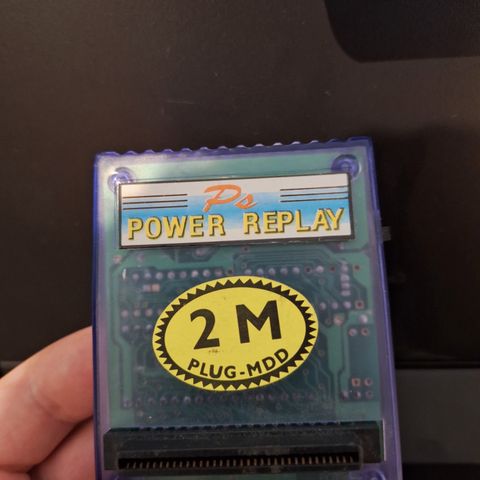 Ps
POWER REPLAY
2 M
PLUG-MDD